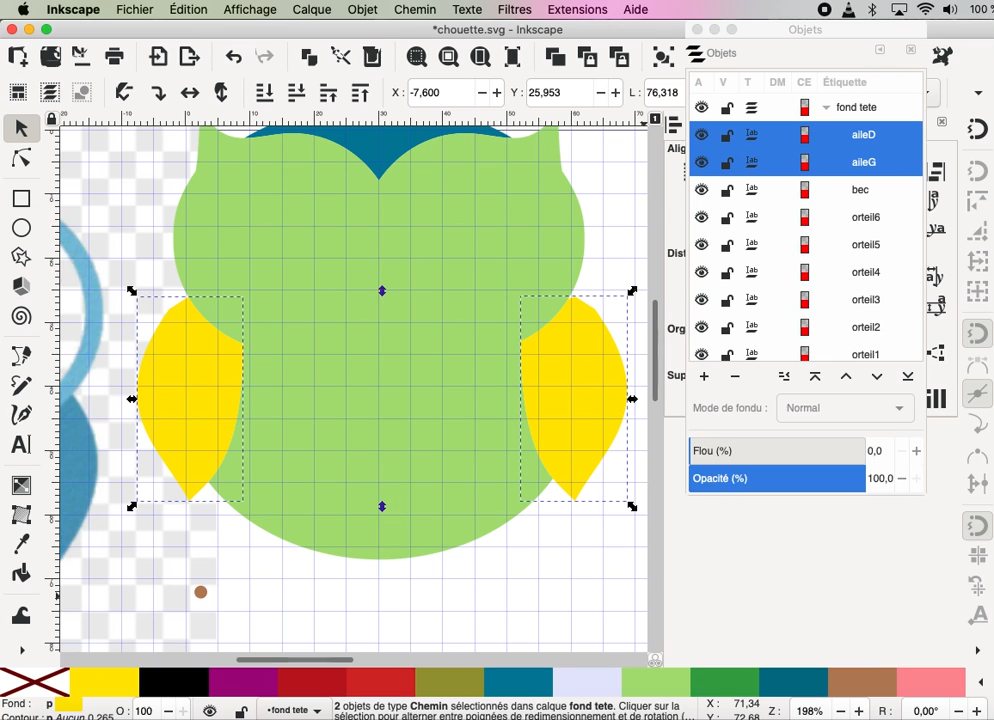 Inkscape Fichier Édition Affichage Calque Objet Chemin Texte Filtres Extensions Aide 100 %
*chouette.svg - Inkscape
Objets
Objets
X : -7,600 Y : 25,953 L : 76,318
A V T DM CE Étiquette
fond tete
aileD
aileG
bec
orteil6
orteil5
orteil4
orteil3
orteil2
orteil1
Mode de fondu : Normal
Flou (%) 0,0
Opacité (%) 100,0
Fond : p
Contour : p Aucun 0,265
O : 100
•fond tete
2 objets de type Chemin sélectionnés dans calque fond tete. Cliquer sur la
sélection pour alterner entre poignées de redimensionnement et de rotation (...
X : 71,34
Y : 72,68
Z : 198%
R : 0,00°